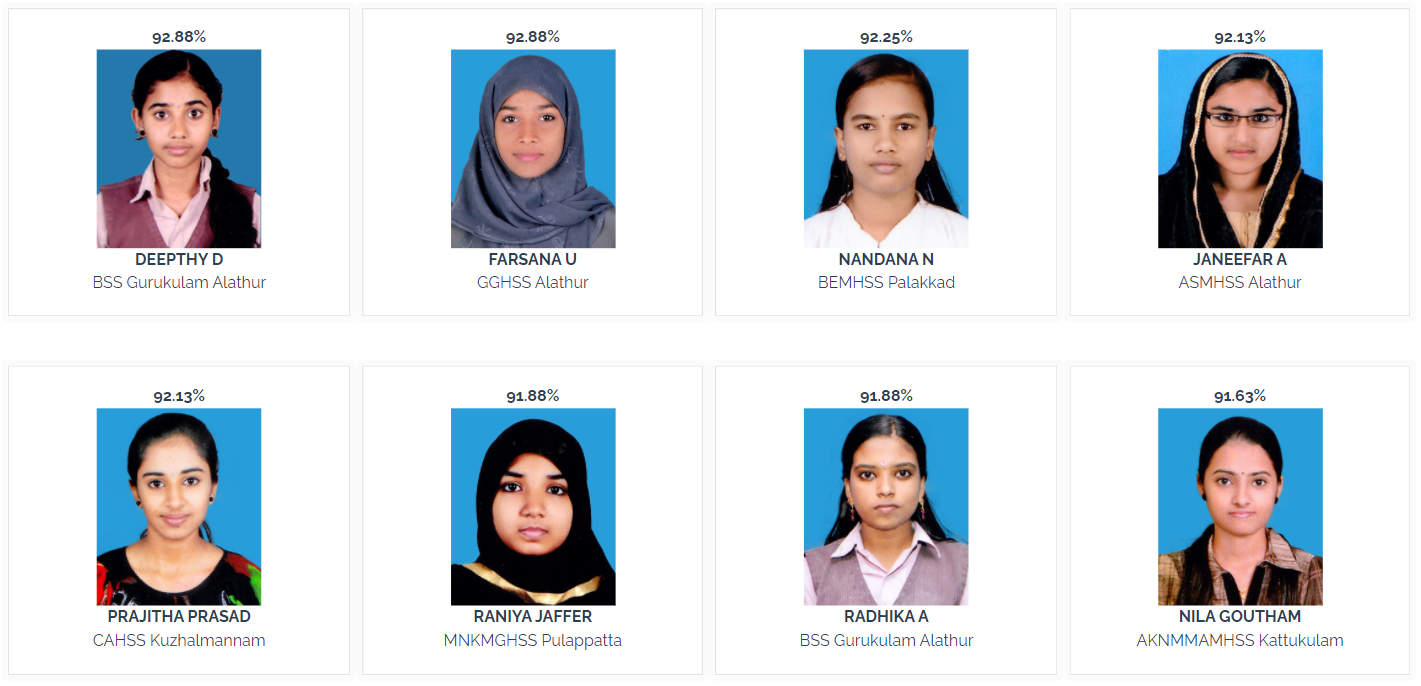 92.88%
DEEPTHY D
BSS Gurukulam Alathur
92.88%
FARSANA U
GGHSS Alathur
92.25%
NANDANA N
BEMHSS Palakkad
92.13%
JANEEFAR A
ASMHSS Alathur
92.13%
PRAJITHA PRASAD
CAHSS Kuzhalmannam
91.88%
RANIYA JAFFER
MNKMGHSS Pulappatta
91.88%
RADHIKA A
BSS Gurukulam Alathur
91.63%
NILA GOUTHAM
AKNMMAMHSS Kattukulam